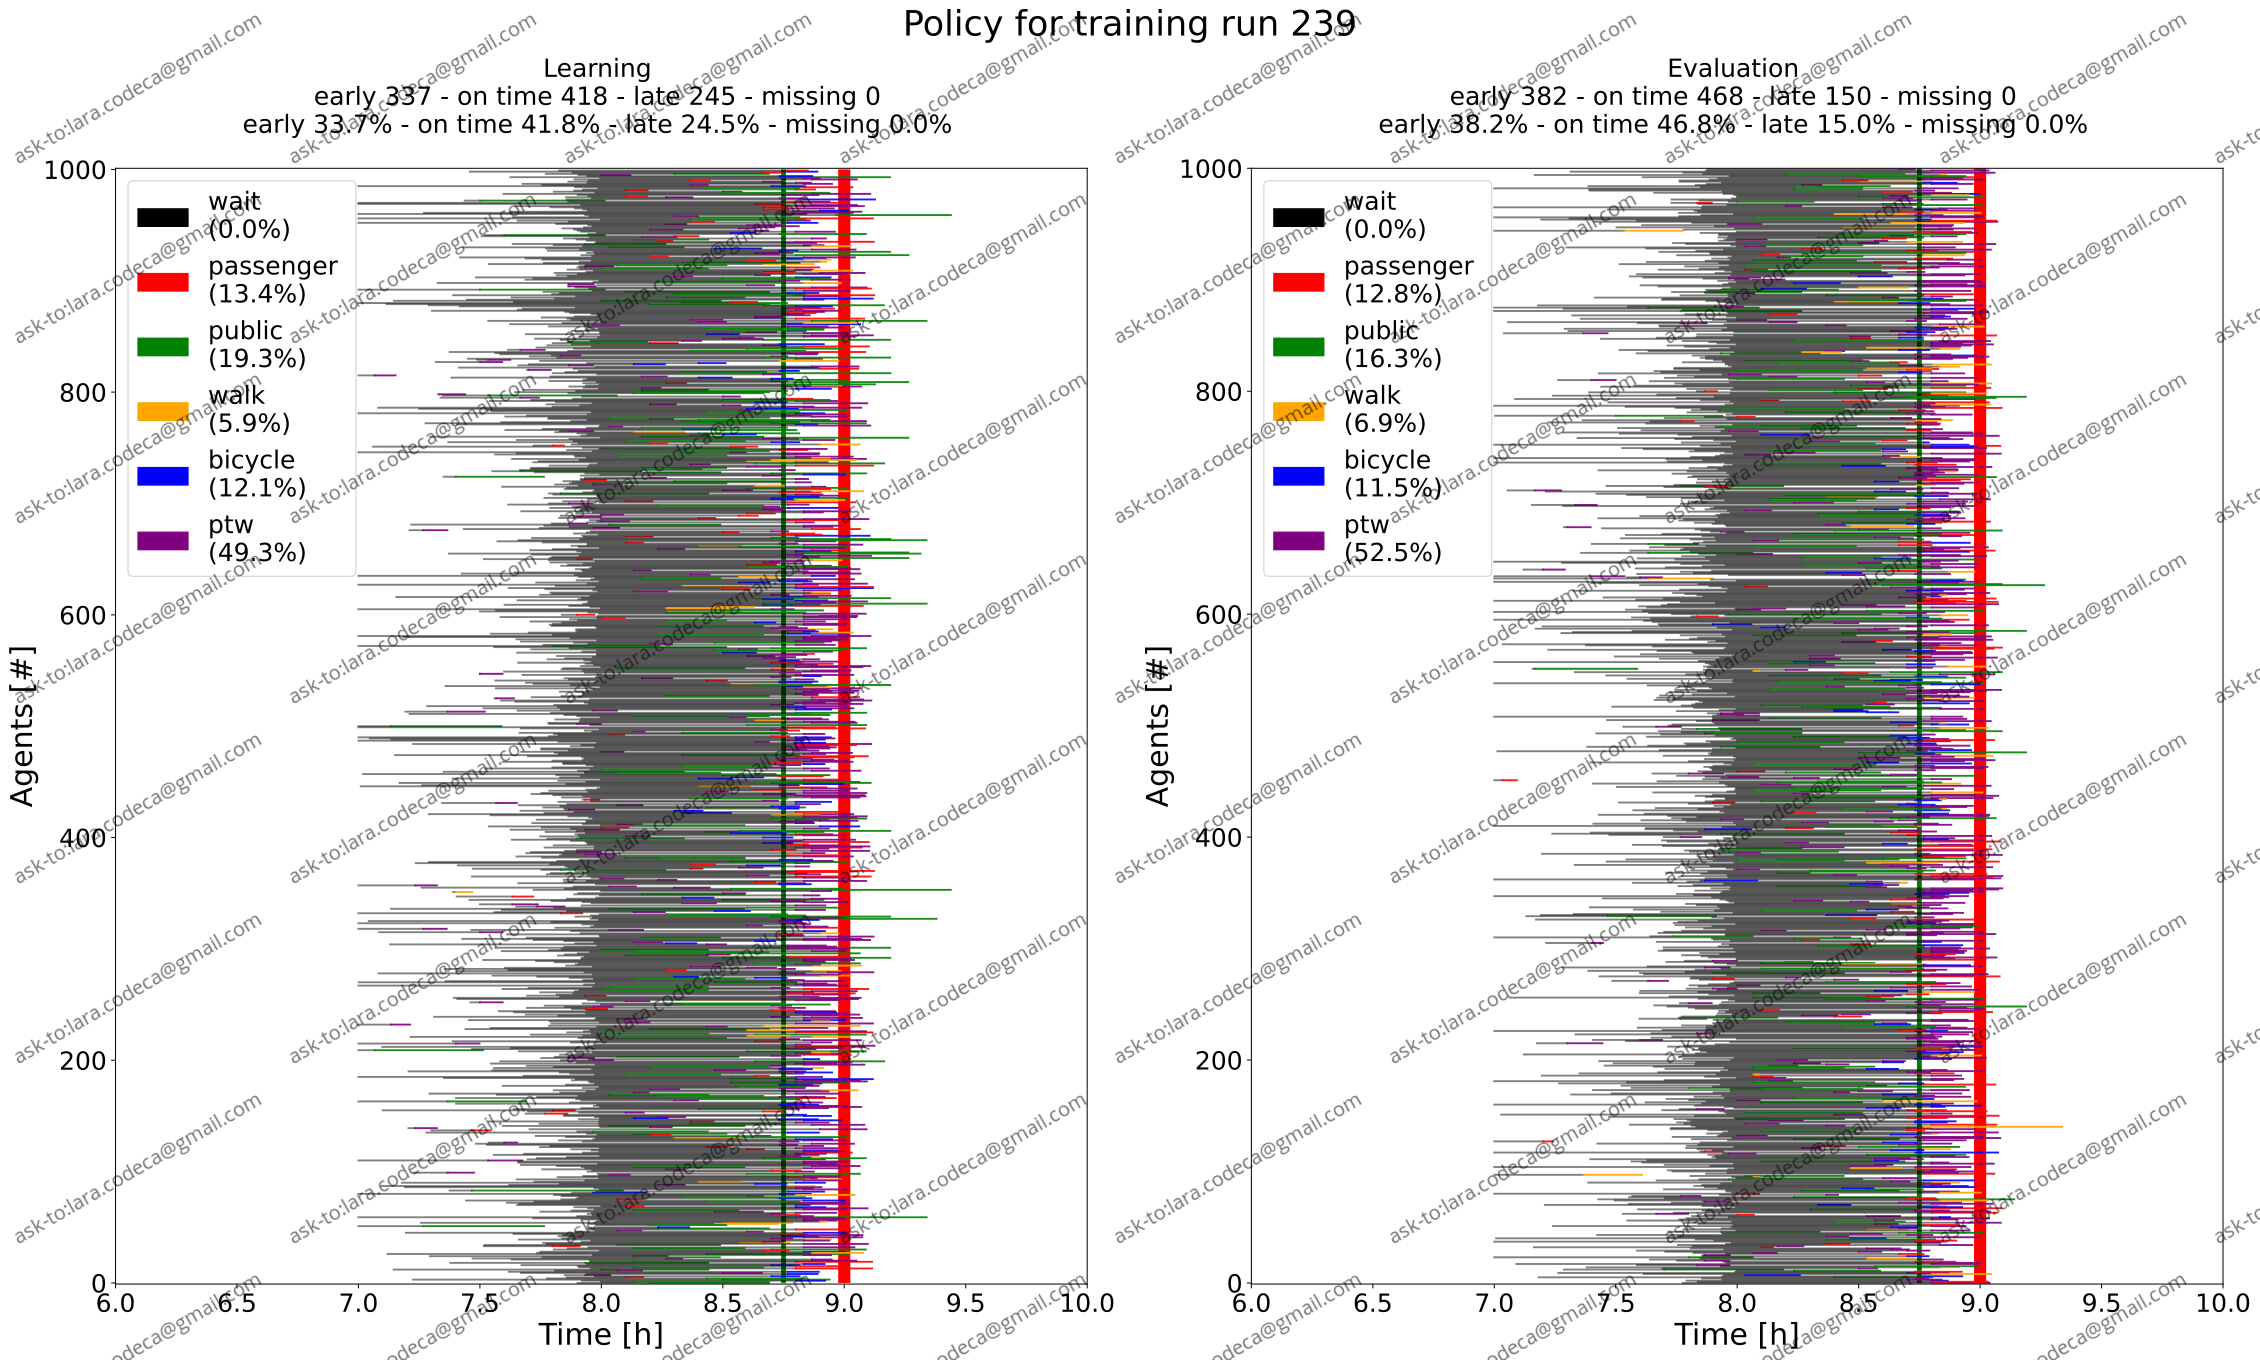 Policy for training run 239
Learning
early 337 - on time 418 - late 245 - missing 0
early 33.7% - on time 41.8% - late 24.5% - missing 0.0%
1000
800
600
400
200
0
Agents [#]
wait
(0.0%)
passenger
(13.4%)
public
(19.3%)
walk
(5.9%)
bicycle
(12.1%)
ptw
(49.3%)
6.0 6.5 7.0 7.5 8.0 8.5 9.0 9.5 10.0
Time [h]
Evaluation
early 382 - on time 468 - late 150 - missing 0
early 38.2% - on time 46.8% - late 15.0% - missing 0.0%
1000
800
600
400
200
0
Agents [#]
wait
(0.0%)
passenger
(12.8%)
public
(16.3%)
walk
(6.9%)
bicycle
(11.5%)
ptw
(52.5%)
6.0 6.5 7.0 7.5 8.0 8.5 9.0 9.5 10.0
Time [h]
ask-to:lara.codeca@gmail.com